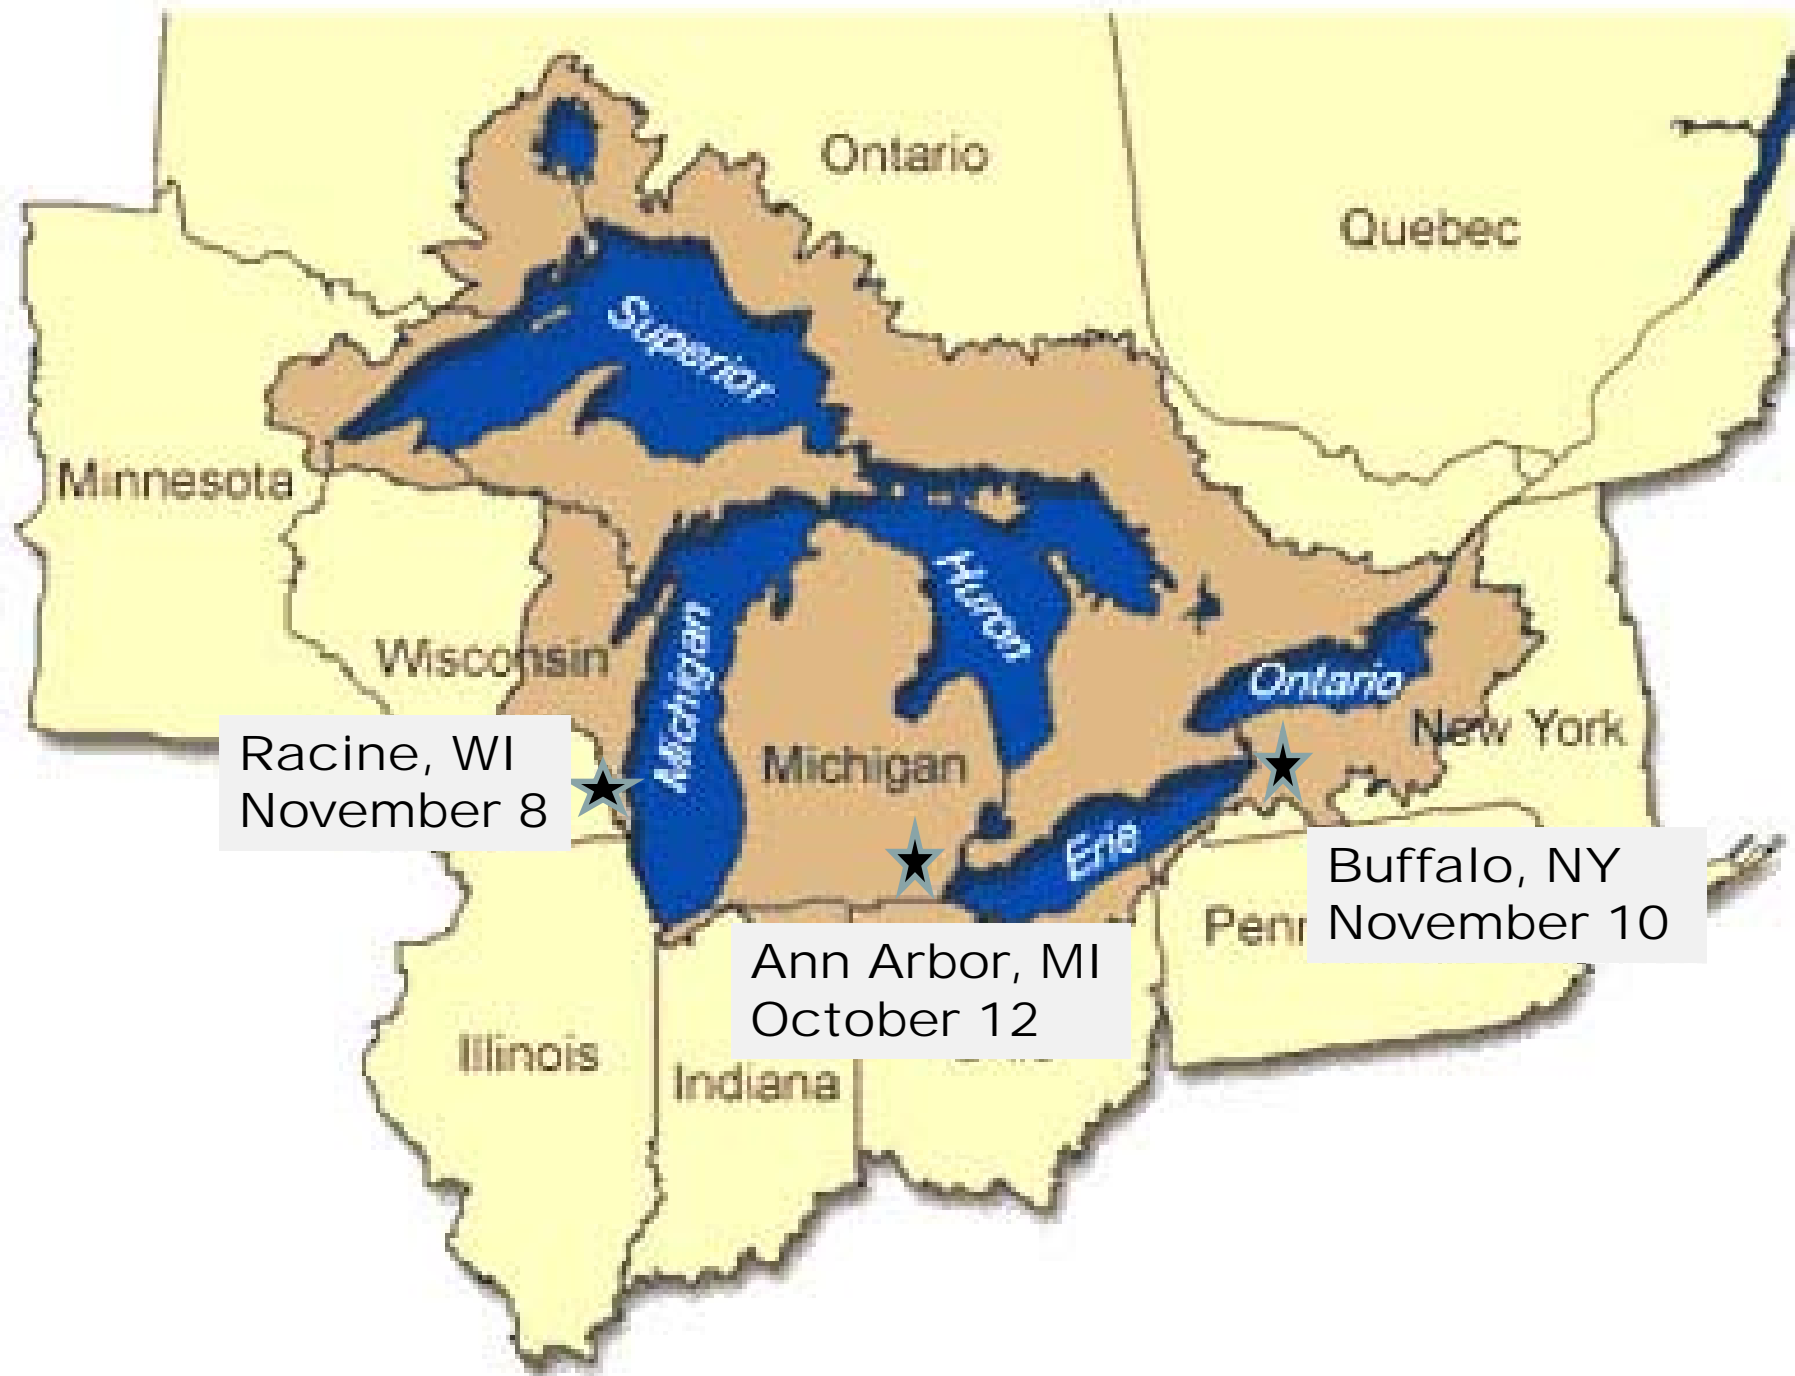 Ontario
Quebec
Superior
Minnesota
Huron
Michigan
Wisconsin
Ontario
New York
Racine, WI
November 8
Michigan
Erie
Buffalo, NY
November 10
Penn
Ann Arbor, MI
October 12
Illinois
Indiana